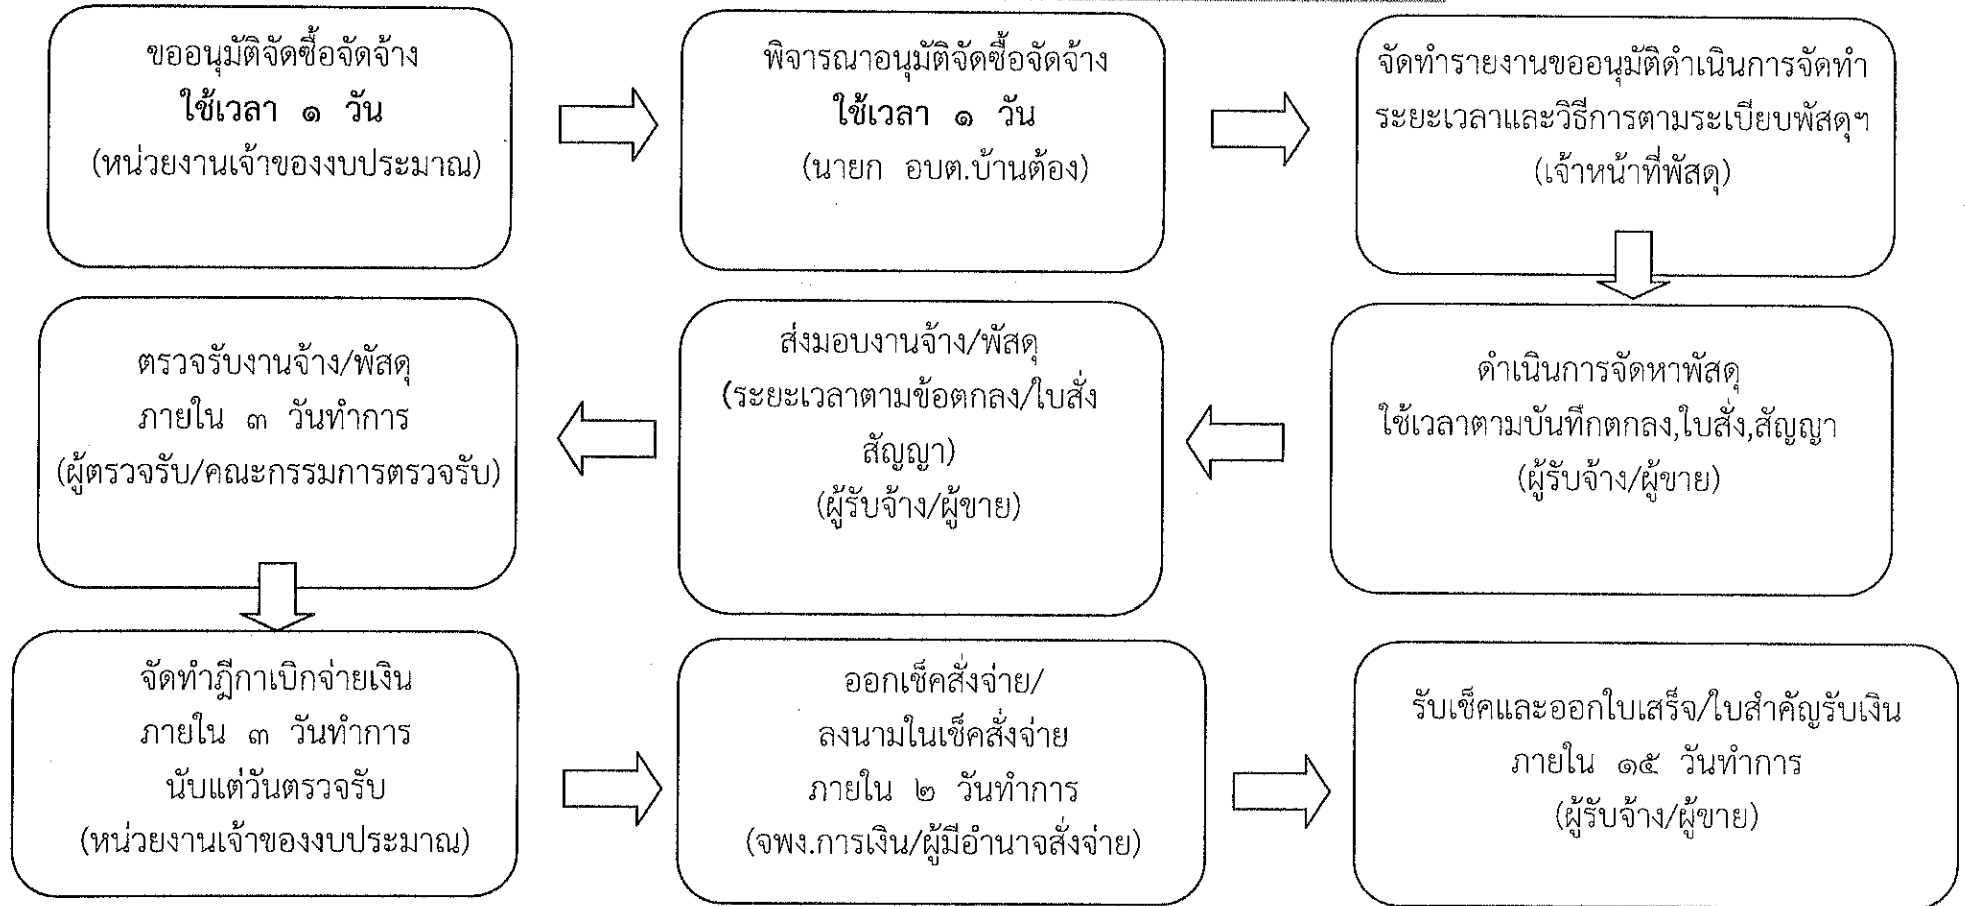 ขออนุมัติจัดซื้อจัดจ้าง
ใช้เวลา ๑ วัน
(หน่วยงานเจ้าของงบประมาณ)
พิจารณาอนุมัติจัดซื้อจัดจ้าง
ใช้เวลา ๑ วัน
(นายก อบต.บ้านต้อง)
จัดทำรายงานขออนุมัติดำเนินการจัดทำ
ระยะเวลาและวิธีการตามระเบียบพัสดุฯ
(เจ้าหน้าที่พัสดุ)
ดำเนินการจัดหาพัสดุ
ใช้เวลาตามบันทึกตกลง,ใบสั่ง,สัญญา
(ผู้รับจ้าง/ผู้ขาย)
ส่งมอบงานจ้าง/พัสดุ
(ระยะเวลาตามข้อตกลง/ใบสั่ง
สัญญา)
(ผู้รับจ้าง/ผู้ขาย)
ตรวจรับงานจ้าง/พัสดุ
ภายใน ๓ วันทำการ
(ผู้ตรวจรับ/คณะกรรมการตรวจรับ)
จัดทำฎีกาเบิกจ่ายเงิน
ภายใน ๓ วันทำการ
นับแต่วันตรวจรับ
(หน่วยงานเจ้าของงบประมาณ)
ออกเช็คสั่งจ่าย/
ลงนามในเช็คสั่งจ่าย
ภายใน ๒ วันทำการ
(จพง.การเงิน/ผู้มีอำนาจสั่งจ่าย)
รับเช็คและออกใบเสร็จ/ใบสำคัญรับเงิน
ภายใน ๑๕ วันทำการ
(ผู้รับจ้าง/ผู้ขาย)